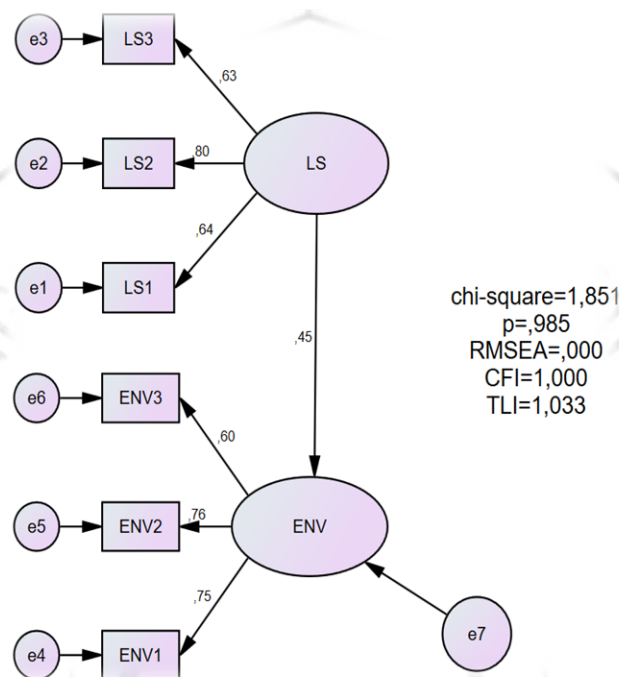 e3
LS3
,63
e2
LS2
,80
LS
,64
e1
LS1
chi-square=1,851
p=,985
RMSEA=,000
CFI=1,000
TLI=1,033
,45
e6
ENV3
,60
e5
ENV2
,76
ENV
,75
e4
ENV1
e7